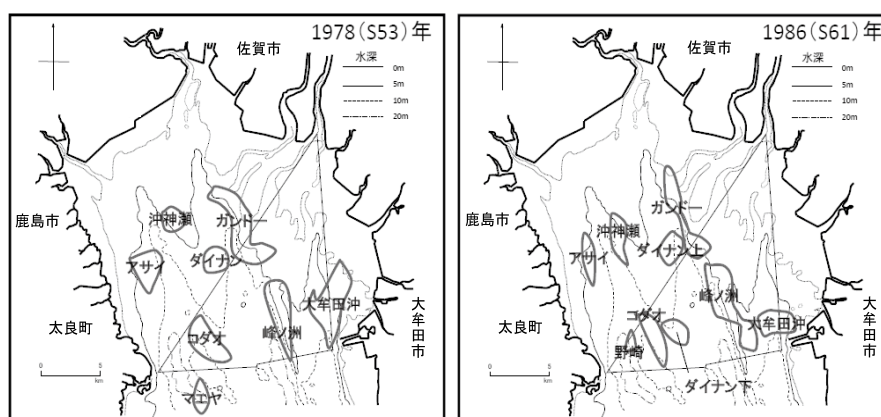 1978(S53)年
佐賀市
水深
0m
5m
10m
20m
鹿島市
沖神瀬
ガンドー
アサイ
ダイナン
大牟田沖
太良町
コダオ
峰ノ洲
大牟田市
0
5
km
マエヤ
1986(S61)年
佐賀市
水深
0m
5m
10m
20m
鹿島市
ガンドー
沖神瀬
アサイ
ダイナン上
峰ノ洲
太良町
コダオ
大牟田沖
大牟田市
野崎
0
5
km
ダイナン下